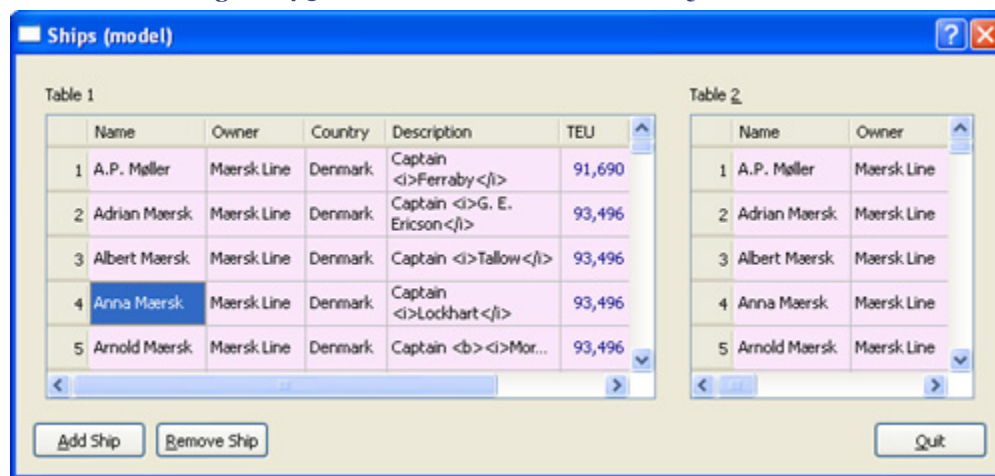 Ships (model)
Table 1
Name Owner Country Description TEU
1 A.P. Møller Mærsk Line Denmark Captain <i>Ferraby</i> 91,690
2 Adrian Mærsk Mærsk Line Denmark Captain <i>G. E. Ericson</i> 93,496
3 Albert Mærsk Mærsk Line Denmark Captain <i>Tallow</i> 93,496
4 Anna Mærsk Mærsk Line Denmark Captain <i>Lockhart</i> 93,496
5 Arnold Mærsk Mærsk Line Denmark Captain <b><i>Mor... 93,496
Table 2
Name Owner
1 A.P. Møller Mærsk Line
2 Adrian Mærsk Mærsk Line
3 Albert Mærsk Mærsk Line
4 Anna Mærsk Mærsk Line
5 Arnold Mærsk Mærsk Line
Add Ship Remove Ship Quit